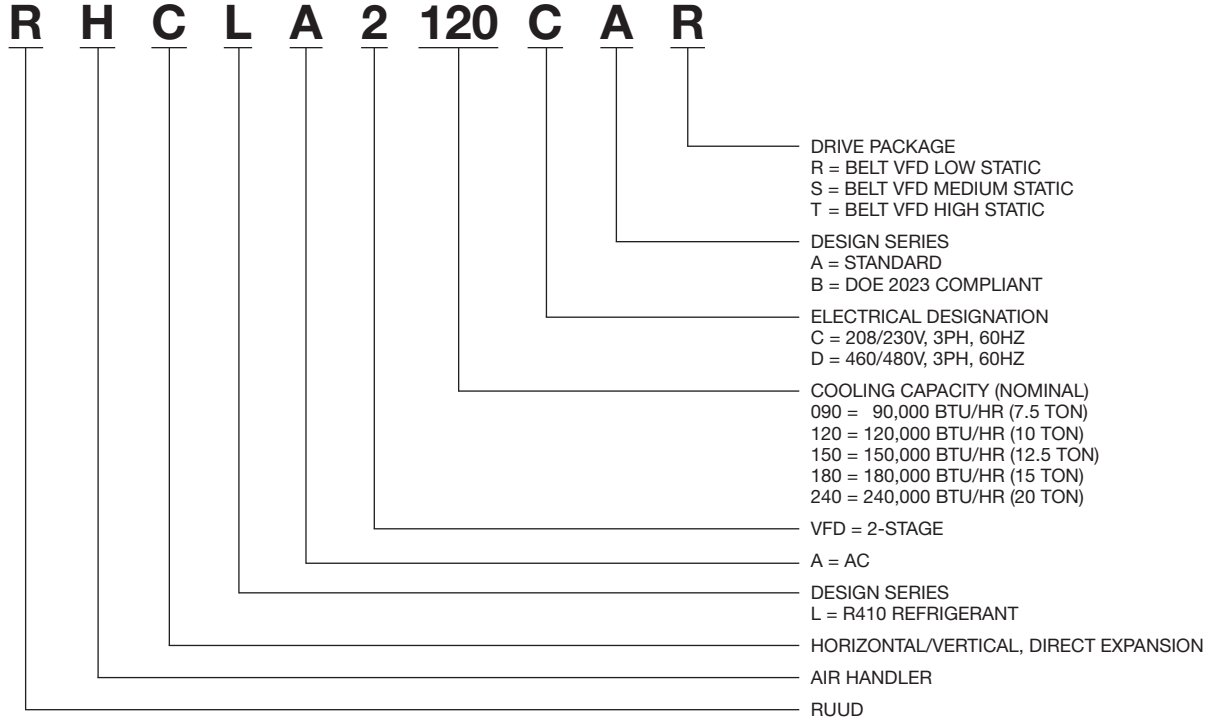 R H C L A 2 120 C A R
DRIVE PACKAGE
R = BELT VFD LOW STATIC
S = BELT VFD MEDIUM STATIC
T = BELT VFD HIGH STATIC
DESIGN SERIES
A = STANDARD
B = DOE 2023 COMPLIANT
ELECTRICAL DESIGNATION
C = 208/230V, 3PH, 60HZ
D = 460/480V, 3PH, 60HZ
COOLING CAPACITY (NOMINAL)
090 = 90,000 BTU/HR (7.5 TON)
120 = 120,000 BTU/HR (10 TON)
150 = 150,000 BTU/HR (12.5 TON)
180 = 180,000 BTU/HR (15 TON)
240 = 240,000 BTU/HR (20 TON)
VFD = 2-STAGE
A = AC
DESIGN SERIES
L = R410 REFRIGERANT
HORIZONTAL/VERTICAL, DIRECT EXPANSION
AIR HANDLER
RUUD